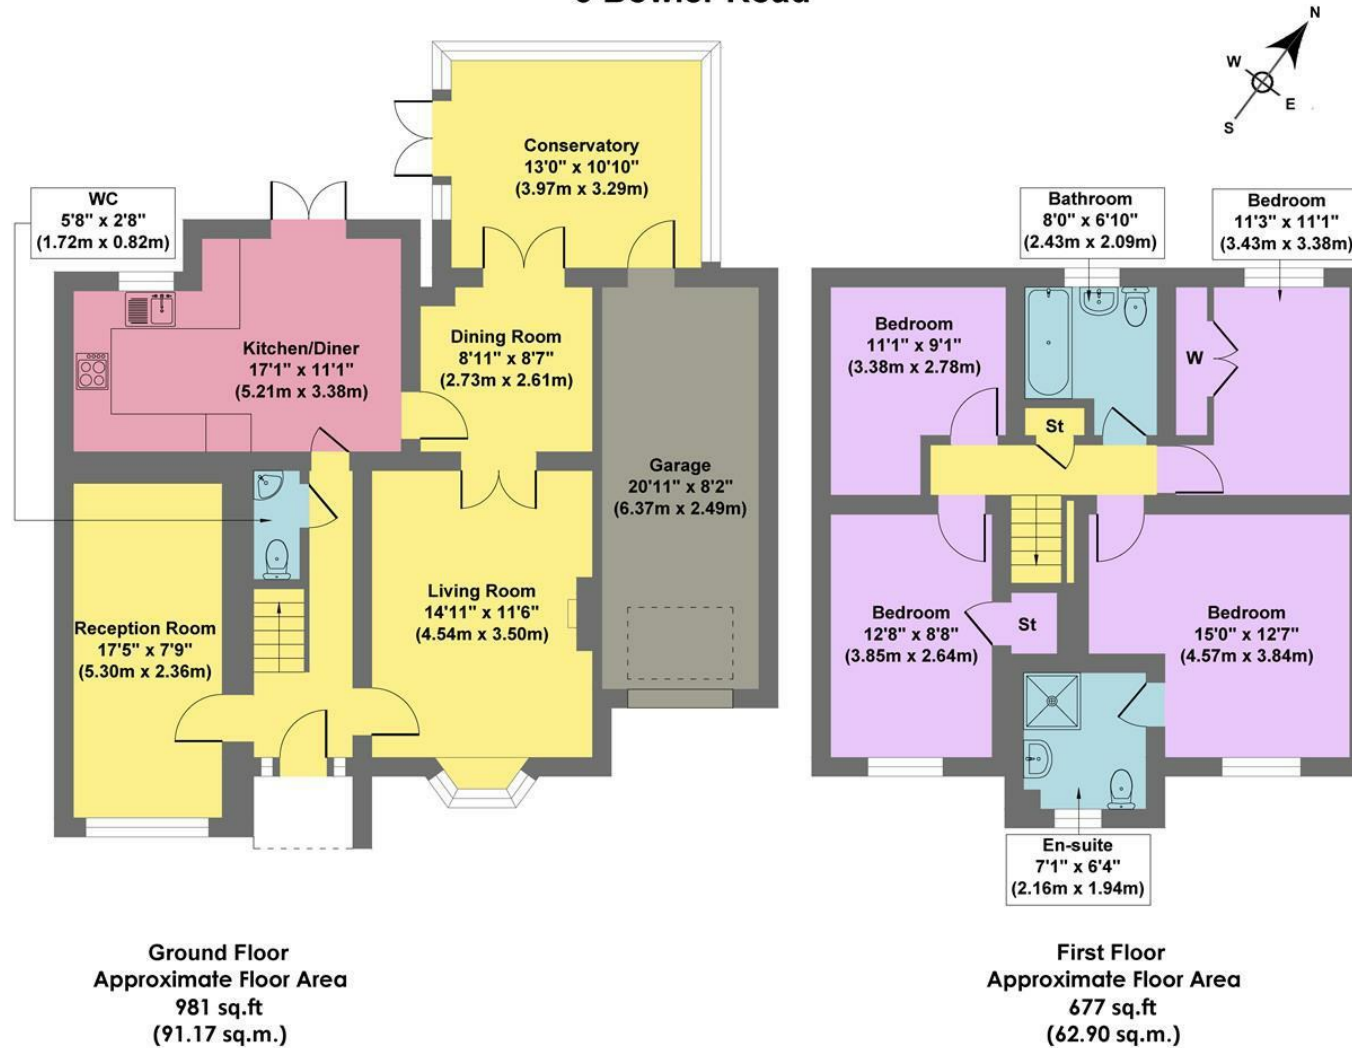 Bowler Road
N
W
E
S
Conservatory
13'0" x 10'10"
(3.97m x 3.29m)
WC
5'8" x 2'8"
(1.72m x 0.82m)
Kitchen/Diner
17'1" x 11'1"
(5.21m x 3.38m)
Dining Room
8'11" x 8'7"
(2.73m x 2.61m)
Garage
20'11" x 8'2"
(6.37m x 2.49m)
Living Room
14'11" x 11'6"
(4.54m x 3.50m)
Reception Room
17'5" x 7'9"
(5.30m x 2.36m)
Ground Floor
Approximate Floor Area
981 sq.ft
(91.17 sq.m.)
Bathroom
8'0" x 6'10"
(2.43m x 2.09m)
Bedroom
11'3" x 11'1"
(3.43m x 3.38m)
Bedroom
11'1" x 9'1"
(3.38m x 2.78m)
W
St
Bedroom
12'8" x 8'8"
(3.85m x 2.64m)
St
Bedroom
15'0" x 12'7"
(4.57m x 3.84m)
En-suite
7'1" x 6'4"
(2.16m x 1.94m)
First Floor
Approximate Floor Area
677 sq.ft
(62.90 sq.m.)